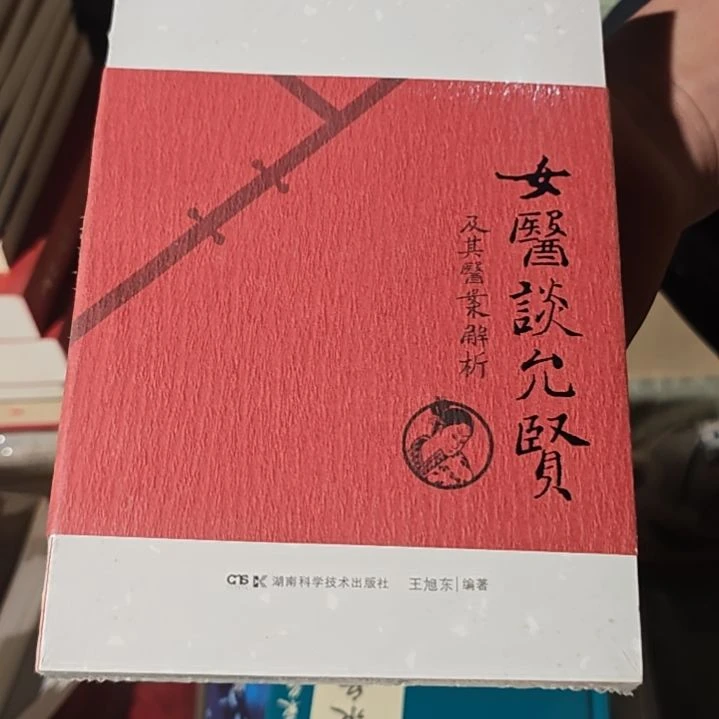 女醫談允賢
及其醫案解析
湖南科学技术出版社 王旭东|编著